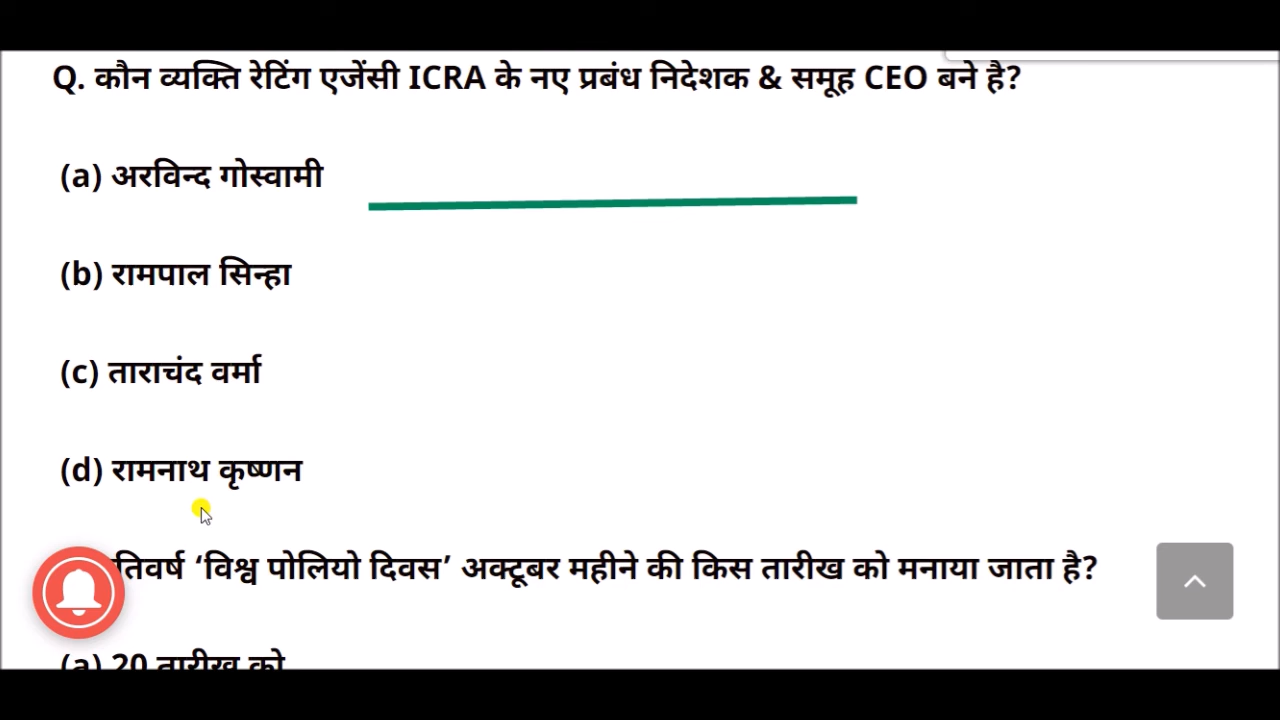 Q. कौन व्यक्ति रेटिंग एजेंसी ICRA के नए प्रबंध निदेशक & समूह CEO बने है?
(a) अरविन्द गोस्वामी
(b) रामपाल सिन्हा
(c) ताराचंद वर्मा
(d) रामनाथ कृष्णन
‘विश्व पोलियो दिवस’ अक्टूबर महीने की किस तारीख को मनाया जाता है?
(a) 20 तारीख को